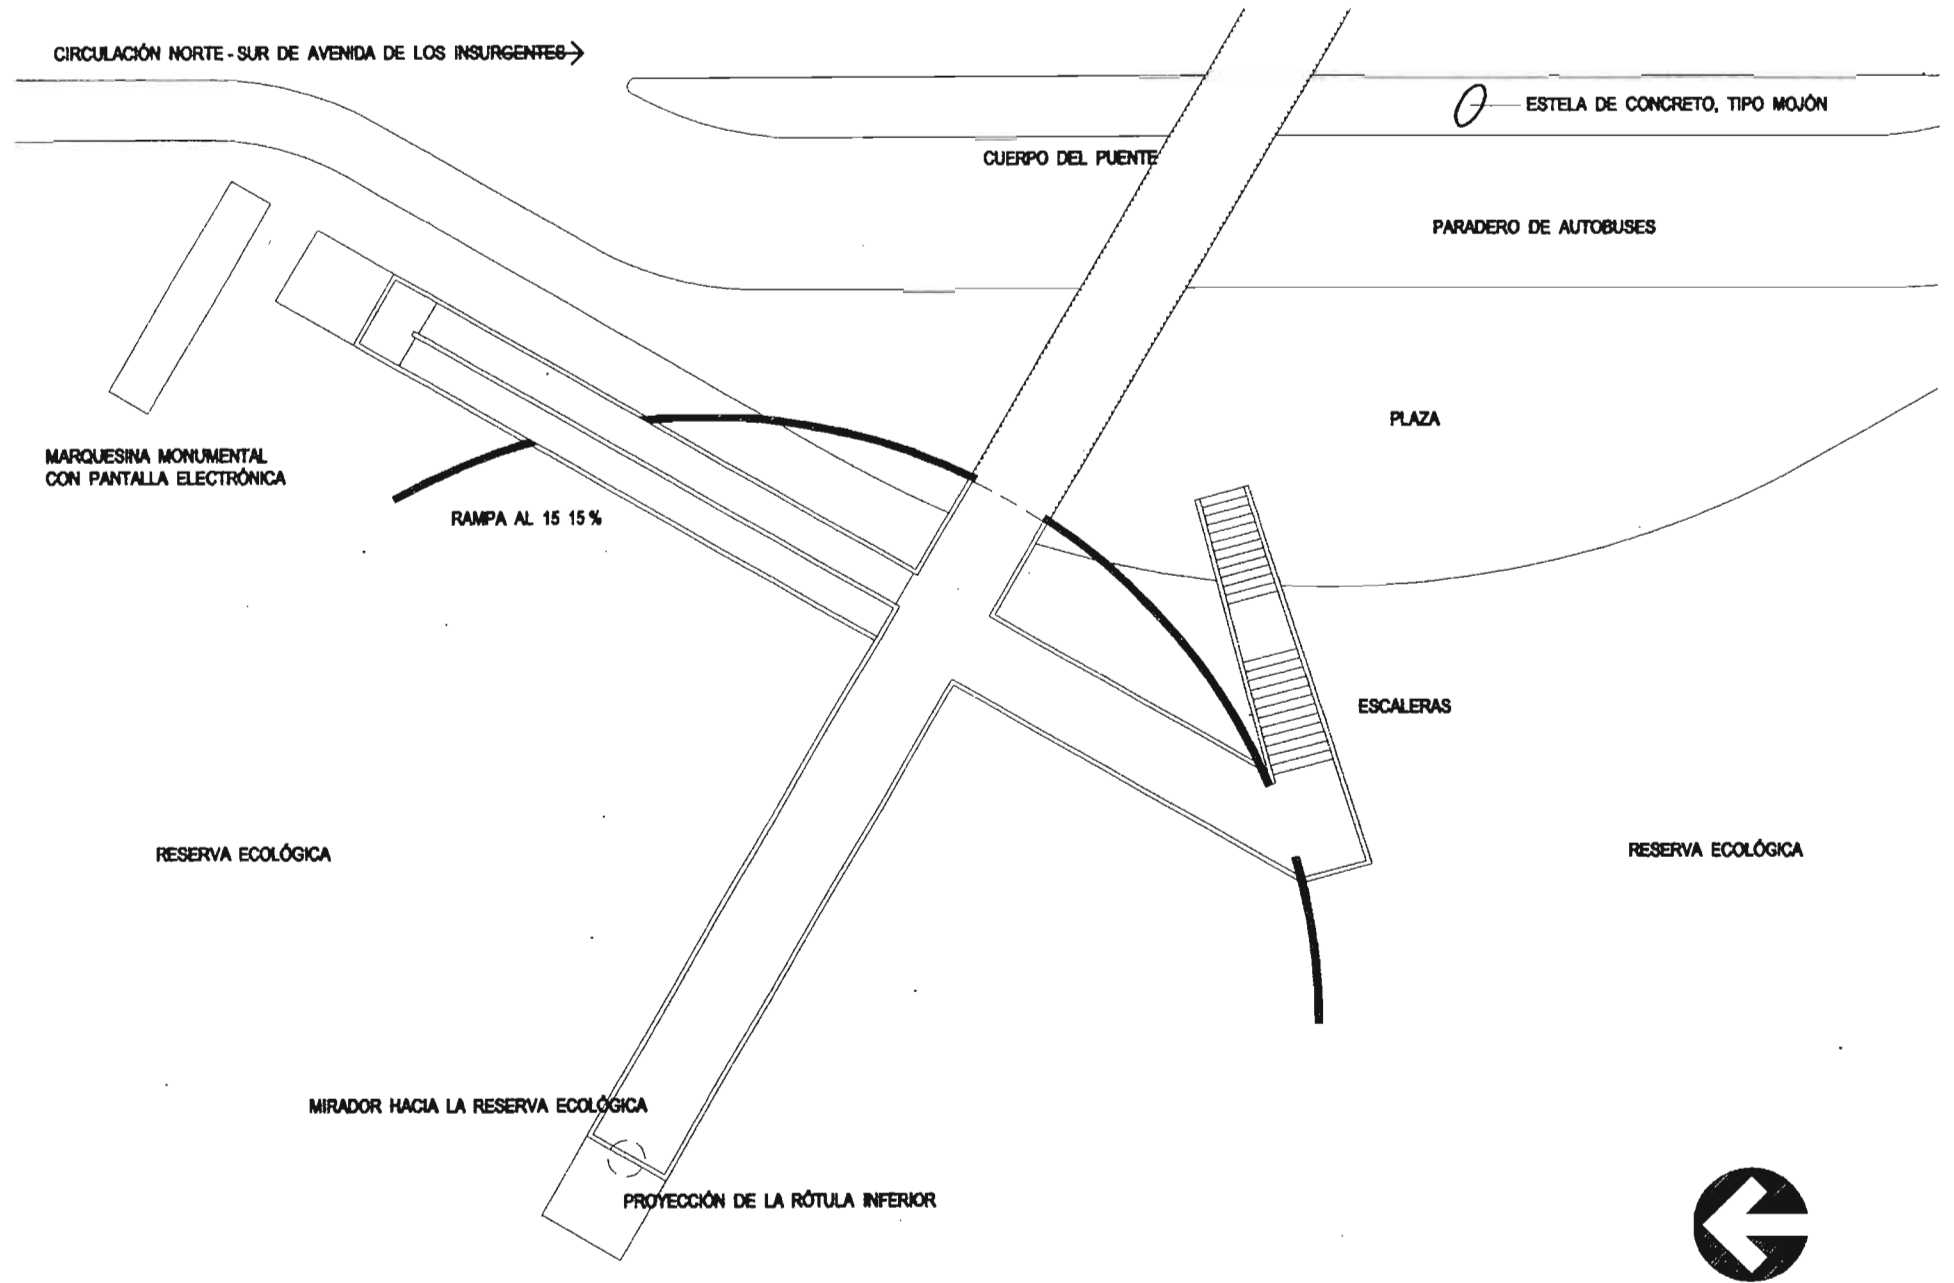 CIRCULACIÓN NORTE - SUR DE AVENIDA DE LOS INSURGENTES
ESTELA DE CONCRETO, TIPO MOJÓN
CUERPO DEL PUENTE
PARADERO DE AUTOBUSES
PLAZA
MARQUESINA MONUMENTAL
CON PANTALLA ELECTRÓNICA
RAMPA AL 15 15 %
ESCALERAS
RESERVA ECOLÓGICA
RESERVA ECOLÓGICA
MIRADOR HACIA LA RESERVA ECOLÓGICA
PROYECCIÓN DE LA RÓTULA INFERIOR